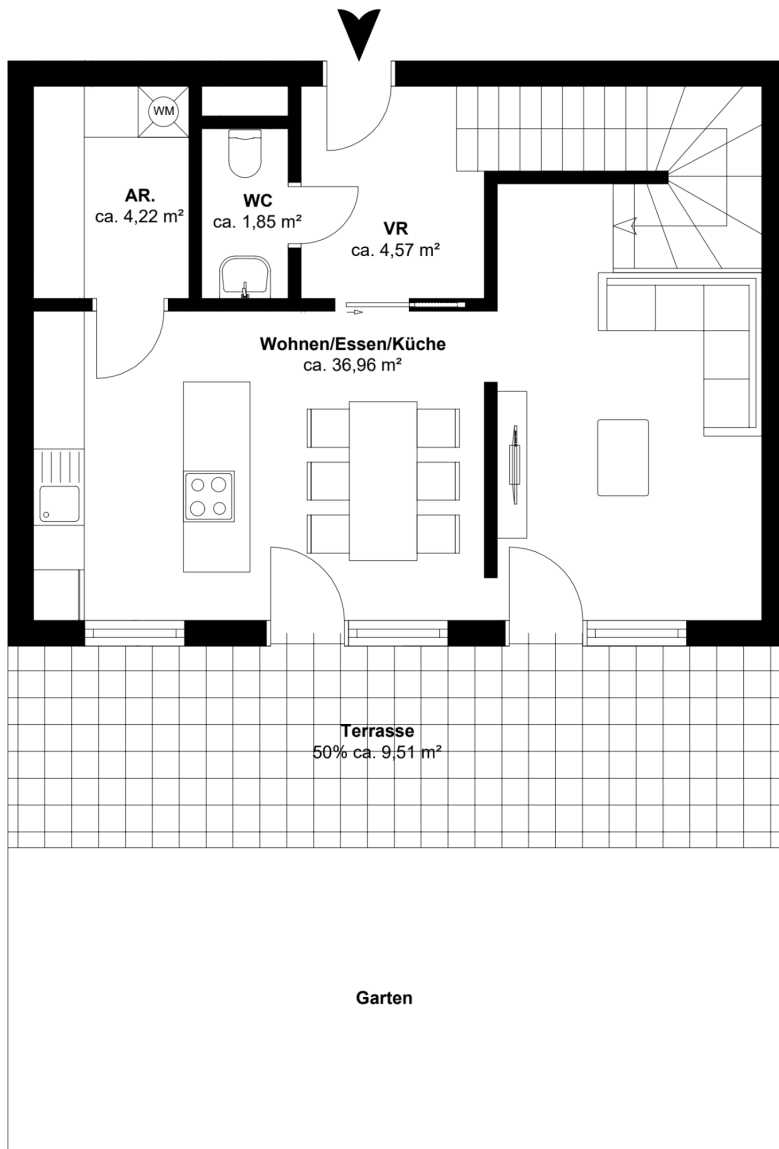 WM
AR.
ca. 4,22 m²
WC
ca. 1,85 m²
VR
ca. 4,57 m²
Wohnen/Essen/Küche
ca. 36,96 m²
Terrasse
50% ca. 9,51 m²
Garten